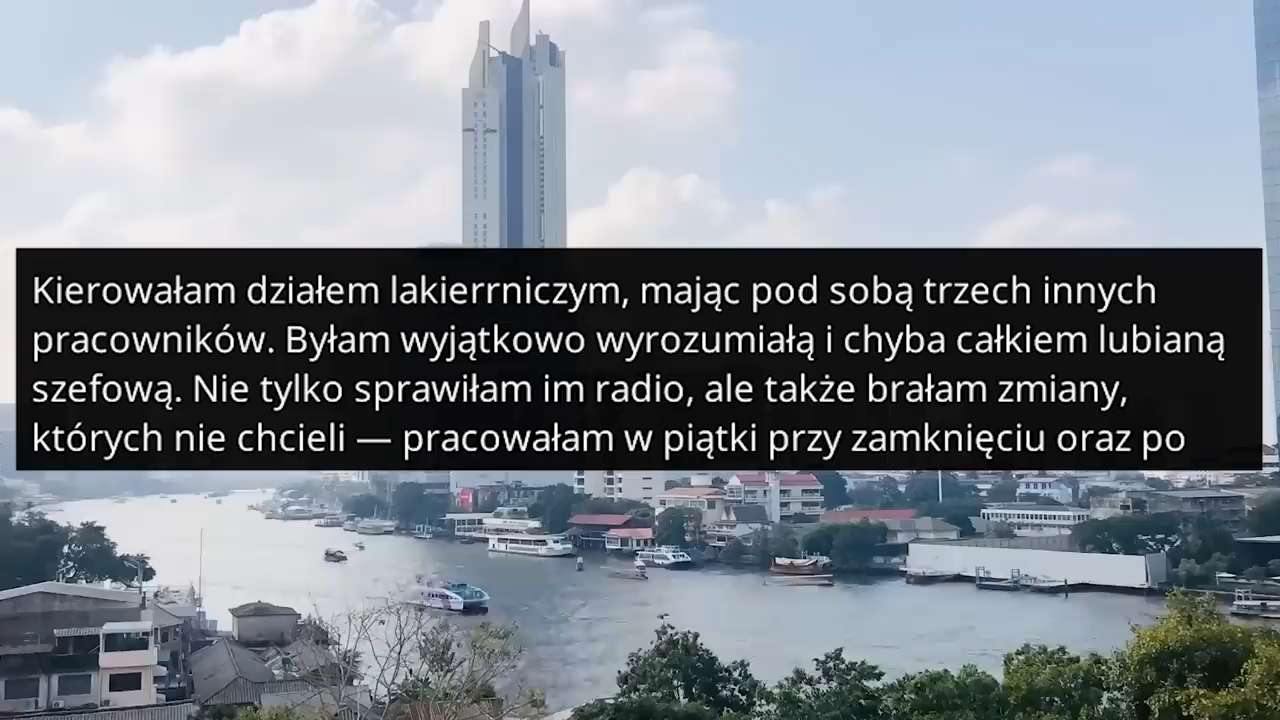 Kierowałam działem lakierrniczym, mając pod sobą trzech innych
pracowników. Byłam wyjątkowo wyrozumiałą i chyba całkiem lubianą
szefową. Nie tylko sprawiłam im radio, ale także brałam zmiany,
których nie chcieli — pracowałam w piątki przy zamknięciu oraz po